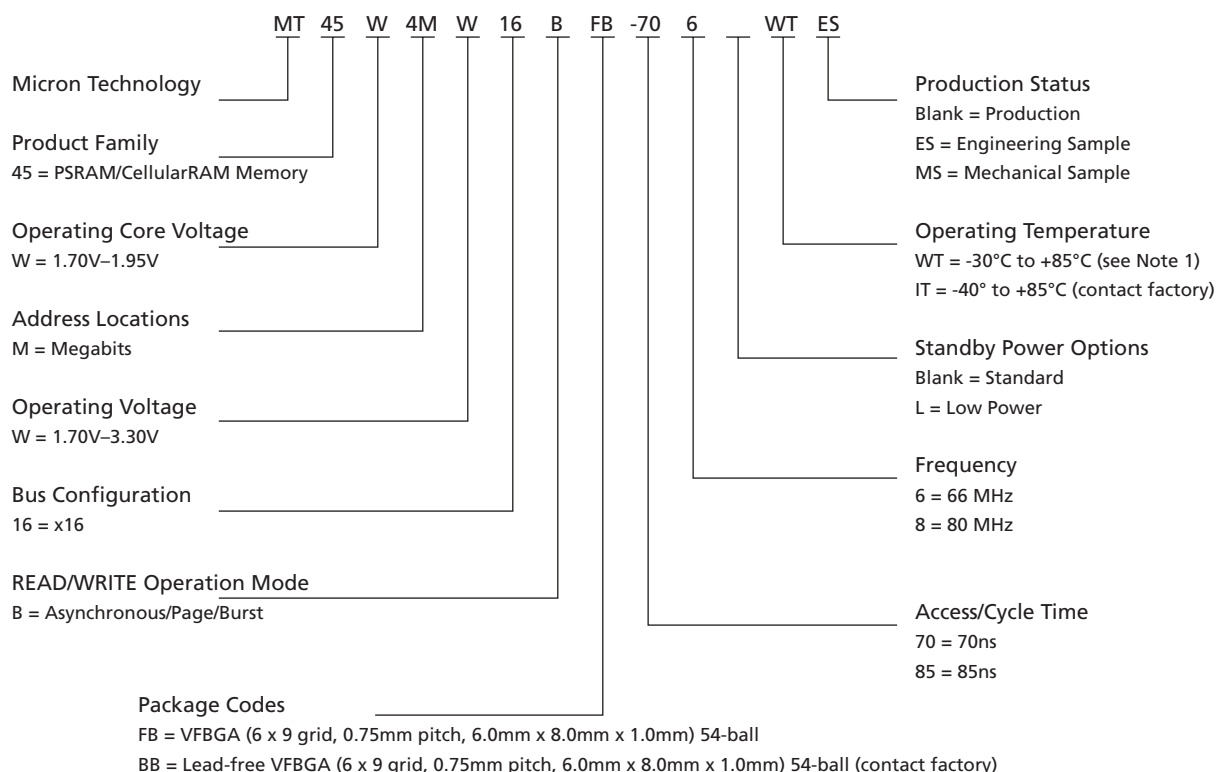 MT 45 W 4M W 16 B FB -70 6 WT ES
Micron Technology
Product Family
45 = PSRAM/CellularRAM Memory
Operating Core Voltage
W = 1.70V–1.95V
Address Locations
M = Megabits
Operating Voltage
W = 1.70V–3.30V
Bus Configuration
16 = x16
READ/WRITE Operation Mode
B = Asynchronous/Page/Burst
Package Codes
FB = VFBGA (6 x 9 grid, 0.75mm pitch, 6.0mm x 8.0mm x 1.0mm) 54-ball
BB = Lead-free VFBGA (6 x 9 grid, 0.75mm pitch, 6.0mm x 8.0mm x 1.0mm) 54-ball (contact factory)
Production Status
Blank = Production
ES = Engineering Sample
MS = Mechanical Sample
Operating Temperature
WT = -30°C to +85°C (see Note 1)
IT = -40° to +85°C (contact factory)
Standby Power Options
Blank = Standard
L = Low Power
Frequency
6 = 66 MHz
8 = 80 MHz
Access/Cycle Time
70 = 70ns
85 = 85ns